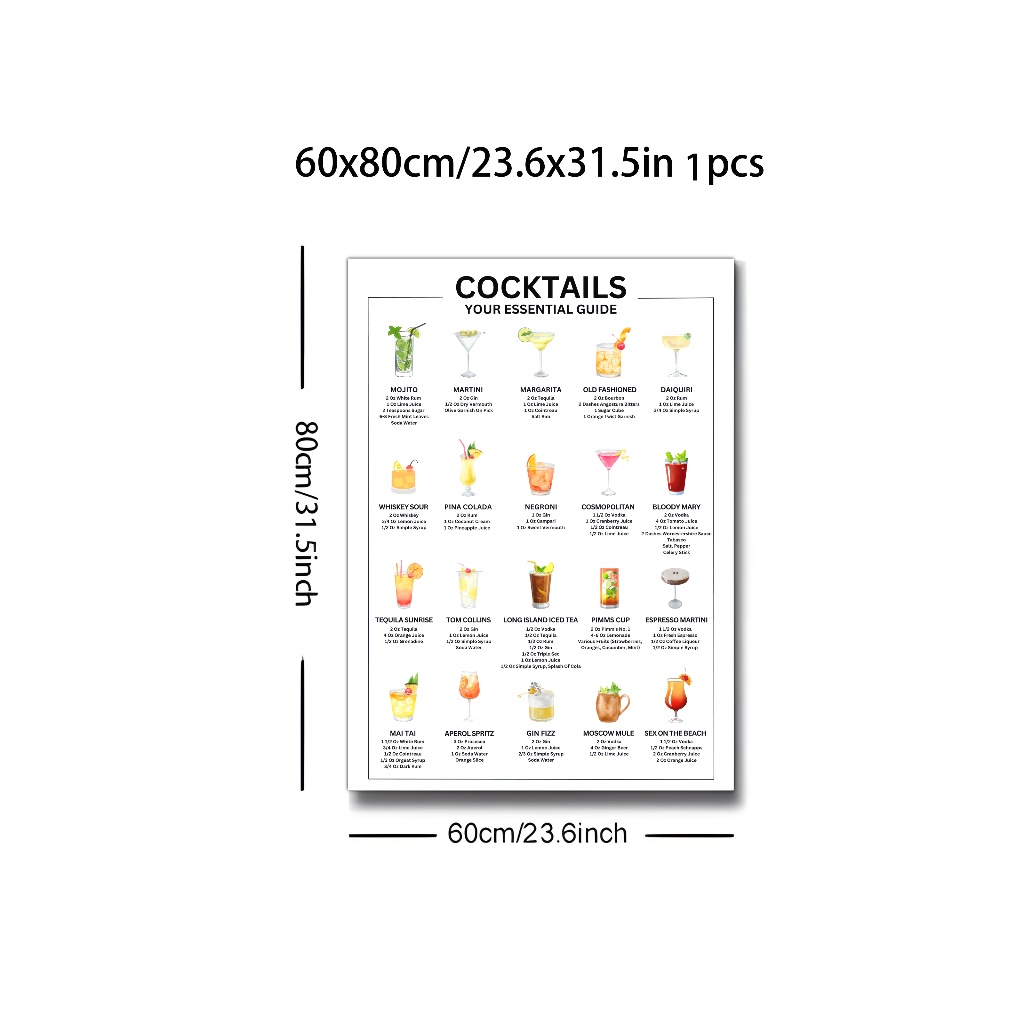 60x80cm/23.6x31.5in 1pcs
80cm/31.5inch
COCKTAILS
YOUR ESSENTIAL GUIDE
MOJITO
2 Oz White Rum
1 Oz Lime Juice
2 Teaspoons Sugar
6-8 Fresh Mint Leaves
Soda Water
MARTINI
2 Oz Gin
1/2 Oz Dry Vermouth
Olive Garnish On Pick
MARGARITA
2 Oz Tequila
1 Oz Lime Juice
1 Oz Cointreau
Salt Rim
OLD FASHIONED
2 Oz Bourbon
2 Dashes Angostura Bitters
1 Sugar Cube
1 Orange Twist Garnish
DAIQUIRI
2 Oz Rum
1 Oz Lime Juice
3/4 Oz Simple Syrup
WHISKEY SOUR
2 Oz Whiskey
3/4 Oz Lemon Juice
1/2 Oz Simple Syrup
PINA COLADA
2 Oz Rum
1 Oz Coconut Cream
1 Oz Pineapple Juice
NEGRONI
1 Oz Gin
1 Oz Campari
1 Oz Sweet Vermouth
COSMOPOLITAN
1 1/2 Oz Vodka
1 Oz Cranberry Juice
1/2 Oz Cointreau
1/2 Oz Lime Juice
BLOODY MARY
2 Oz Vodka
4 Oz Tomato Juice
1/2 Oz Lemon Juice
2 Dashes Worcestershire Sauce
Tabasco
Salt, Pepper
Celery Stick
TEQUILA SUNRISE
2 Oz Tequila
4 Oz Orange Juice
1/2 Oz Grenadine
TOM COLLINS
2 Oz Gin
1 Oz Lemon Juice
1/2 Oz Simple Syrup
Soda Water
LONG ISLAND ICED TEA
1/2 Oz Vodka
1/2 Oz Tequila
1/2 Oz Rum
1/2 Oz Gin
1/2 Oz Triple Sec
1 Oz Lemon Juice
1/2 Oz Simple Syrup, Splash Of Cola
PIMMS CUP
2 Oz Pimm's No. 1
4-6 Oz Lemonade
Various Fruits (Strawberries,
Oranges, Cucumber, Mint)
ESPRESSO MARTINI
1 1/2 Oz Vodka
1 Oz Fresh Espresso
1/2 Oz Coffee Liqueur
1/2 Oz Simple Syrup
MAI TAI
1 1/2 Oz White Rum
3/4 Oz Lime Juice
1/2 Oz Cointreau
1/2 Oz Orgeat Syrup
3/4 Oz Dark Rum
APEROL SPRITZ
3 Oz Prosecco
2 Oz Aperol
1 Oz Soda Water
Orange Slice
GIN FIZZ
2 Oz Gin
1 Oz Lemon Juice
2/3 Oz Simple Syrup
Soda Water
MOSCOW MULE
2 Oz Vodka
4 Oz Ginger Beer
1/2 Oz Lime Juice
SEX ON THE BEACH
1 1/2 Oz Vodka
1/2 Oz Peach Schnapps
2 Oz Cranberry Juice
2 Oz Orange Juice
60cm/23.6inch